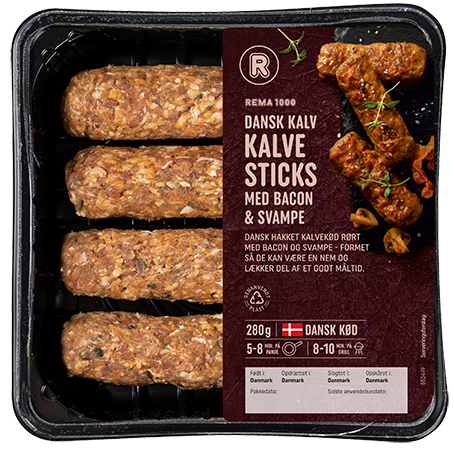 R
REMA 1000
DANSK KALV
KALVE
STICKS
MED BACON
& SVAMPE
DANSK HAKKET KALVEKØD RØRT
MED BACON OG SVAMPE - FORMET
SÅ DE KAN VÆRE EN NEM OG
LÆKKER DEL AF ET GODT MÅLTID.
GENANVENDT
PLAST
280g DANSK KØD
5-8 MIN. PÅ PANDE 8-10 MIN. PÅ GRILL
Født i: Opdrættet i: Slagtet i: Opskåret i:
Danmark Danmark Danmark Danmark
Pakkedato: Sidste anvendelsesdato:
Serveringsforslag